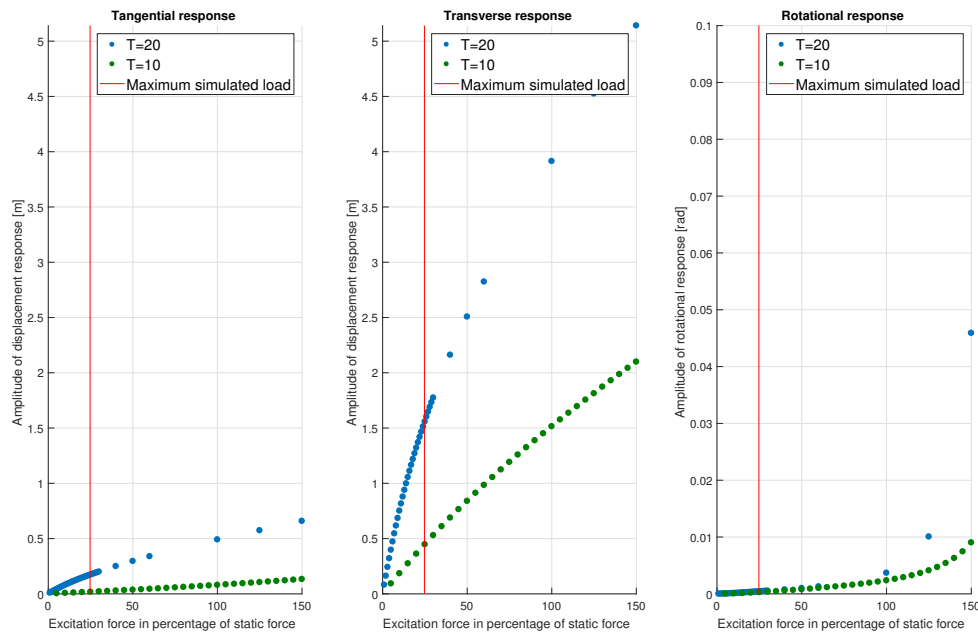 Tangential response
T=20
T=10
Maximum simulated load
5
4.5
4
3.5
3
2.5
2
1.5
1
0.5
0
0 50 100 150
Amplitude of displacement response [m]
Excitation force in percentage of static force
Transverse response
T=20
T=10
Maximum simulated load
5
4.5
4
3.5
3
2.5
2
1.5
1
0.5
0
0 50 100 150
Amplitude of displacement response [m]
Excitation force in percentage of static force
Rotational response
T=20
T=10
Maximum simulated load
0.1
0.09
0.08
0.07
0.06
0.05
0.04
0.03
0.02
0.01
0
0 50 100 150
Amplitude of rotational response [rad]
Excitation force in percentage of static force